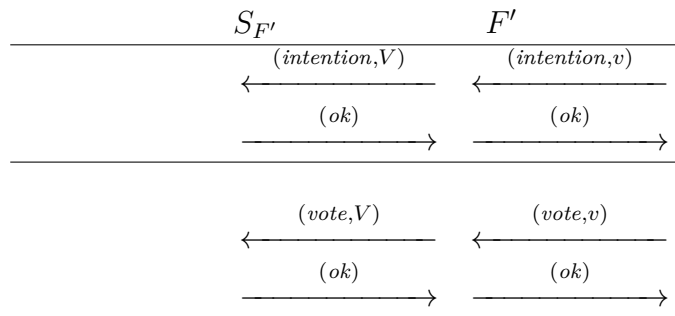 S_{F'} F'
(intention,V) (intention,v)
(ok) (ok)
(vote,V) (vote,v)
(ok) (ok)